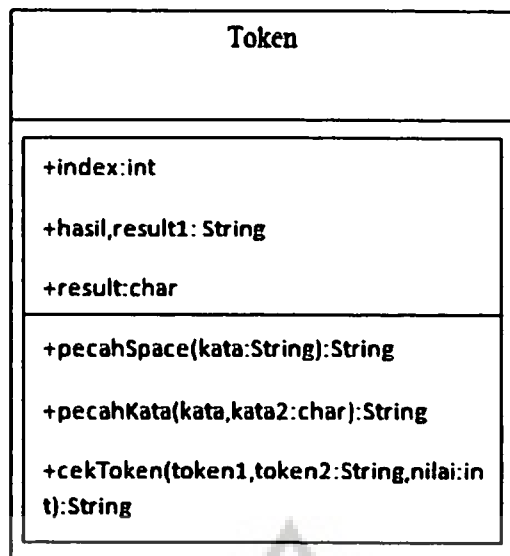 Token
+index:int
+hasil,result1: String
+result:char
+pecahSpace(kata:String):String
+pecahKata(kata,kata2:char):String
+cekToken(token1,token2:String,nilai:in
t):String